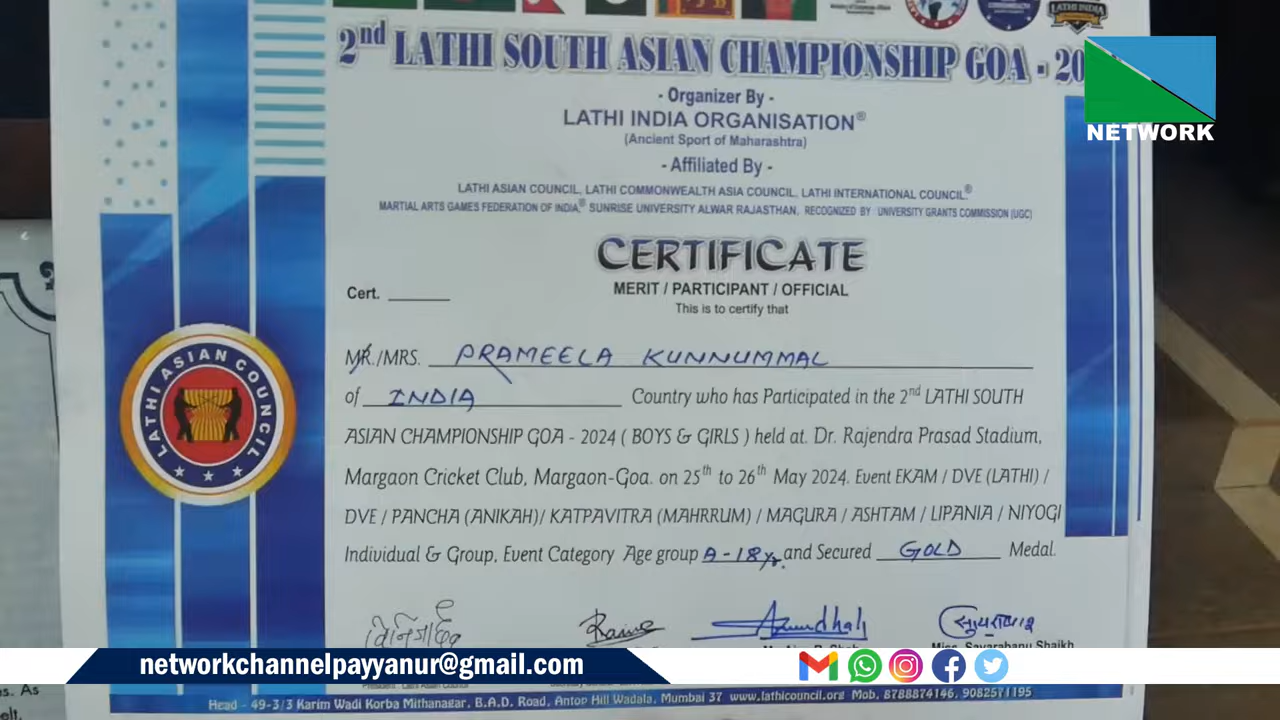 2nd LATHI SOUTH ASIAN CHAMPIONSHIP GOA - 20
- Organizer By -
LATHI INDIA ORGANISATION®
(Ancient Sport of Maharashtra)
- Affiliated By -
LATHI ASIAN COUNCIL, LATHI COMMONWEALTH ASIA COUNCIL, LATHI INTERNATIONAL COUNCIL®
MARTIAL ARTS GAMES FEDERATION OF INDIA,® SUNRISE UNIVERSITY ALWAR RAJASTHAN, RECOGNIZED BY UNIVERSITY GRANTS COMMISSION (UGC)
CERTIFICATE
MERIT / PARTICIPANT / OFFICIAL
This is to certify that
Cert.
MR./MRS. PRAMEELA KUNNUMMAL
of INDIA Country who has Participated in the 2nd LATHI SOUTH
ASIAN CHAMPIONSHIP GOA - 2024 ( BOYS & GIRLS ) held at. Dr. Rajendra Prasad Stadium,
Margaon Cricket Club, Margaon-Goa. on 25th to 26th May 2024. Event EKAM / DVE (LATHI) /
DVE / PANCHA (ANIKAH)/ KATPAVITRA (MAHRRUM) / MAGURA / ASHTAM / LIPANIA / NIYOGI
Individual & Group, Event Category Age group A-18yr. and Secured GOLD Medal.
LATHI ASIAN COUNCIL
Miss. Sayarabanu Shaikh
Head - 49-3/3 Karim Wadi Korba Mithanagar, B.A.D. Road, Antop Hill Wadala, Mumbai 37 www.lathicouncil.org Mob. 8788874146, 9082571195
s. As
elt.
LATHI INDIA
NETWORK
networkchannelpayyanur@gmail.com